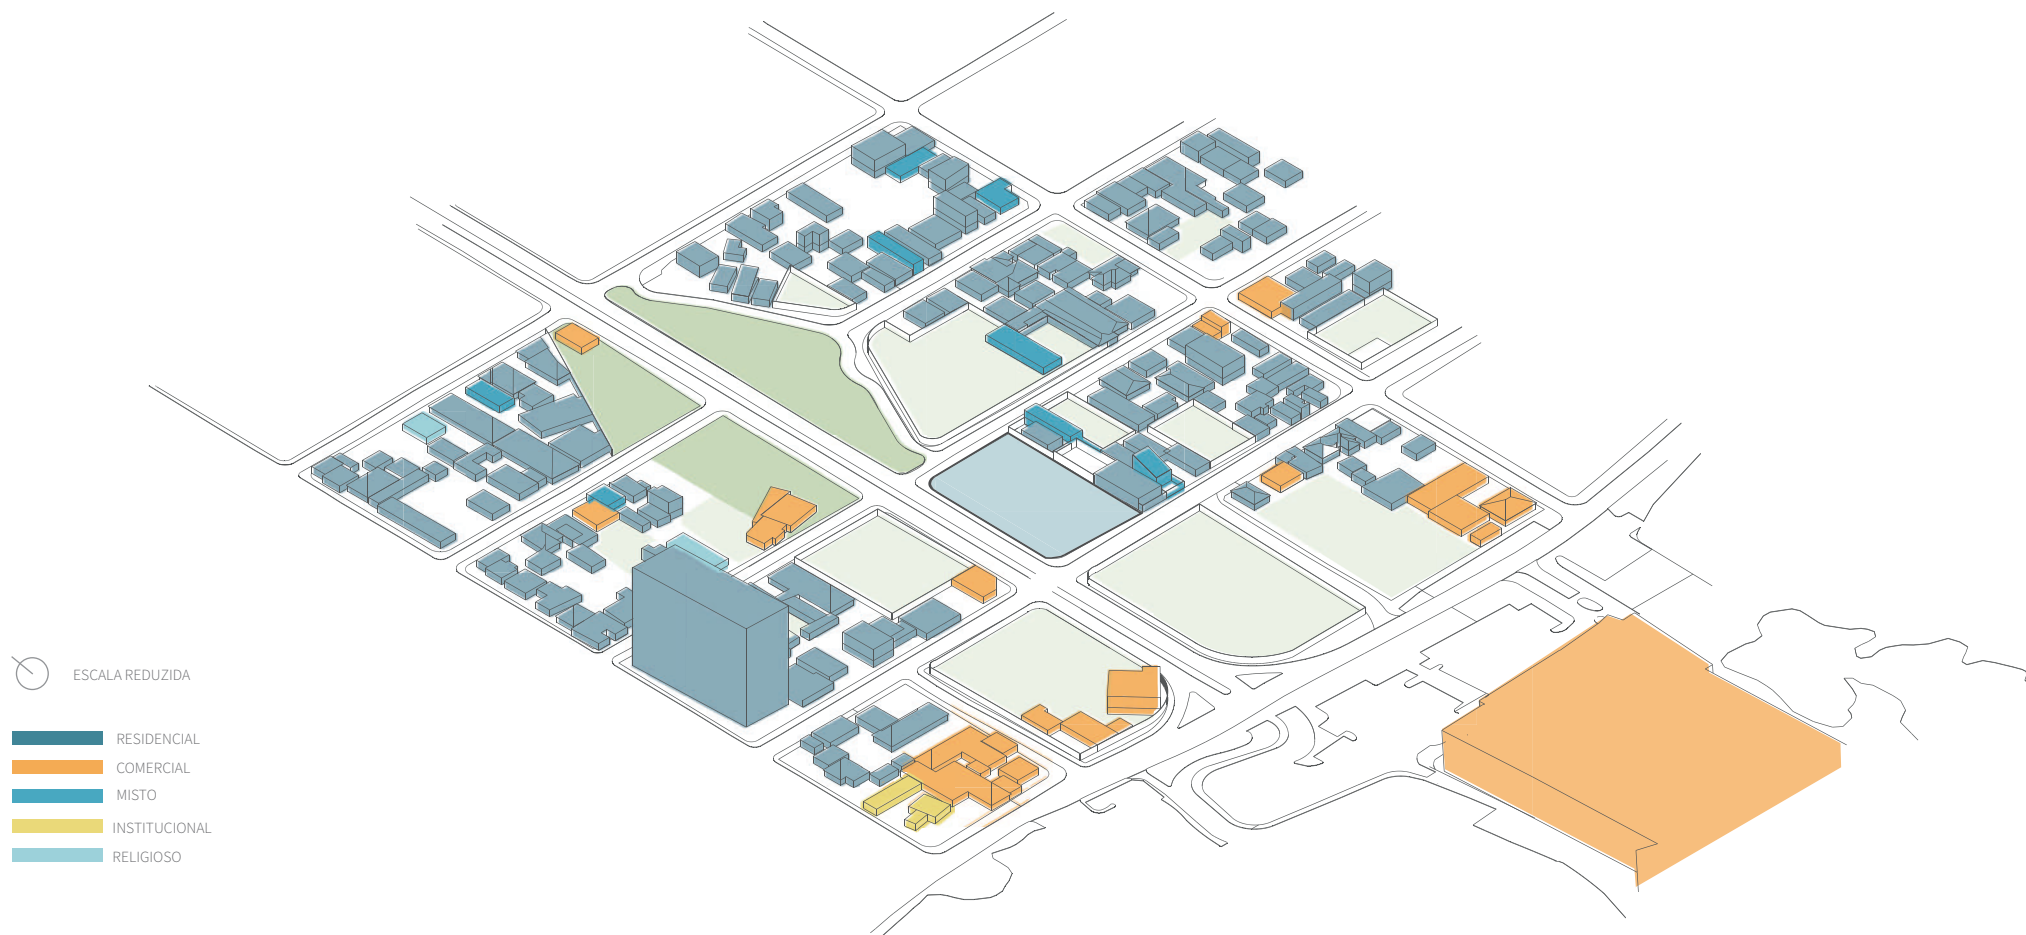 ESCALA REDUZIDA
RESIDENCIAL
COMERCIAL
MISTO
INSTITUCIONAL
RELIGIOSO